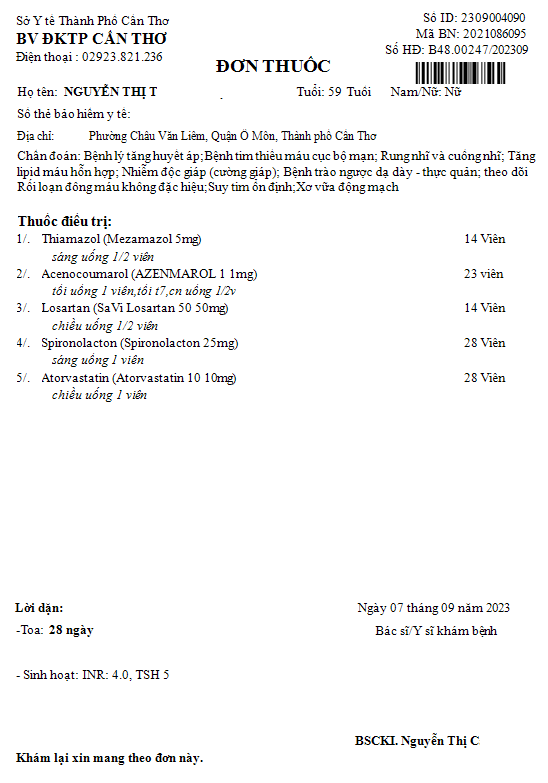 Sở Y tế Thành Phố Cần Thơ
BV ĐKTP CẦN THƠ
Điện thoại : 02923.821.236
Số ID: 2309004090
Mã BN: 2021086095
Số HĐ: B48.00247/202309
ĐƠN THUỐC
Họ tên: NGUYỄN THỊ T Tuổi: 59 Tuổi Nam/Nữ: Nữ
Số thẻ bảo hiểm y tế:
Địa chỉ: Phường Châu Văn Liêm, Quận Ô Môn, Thành phố Cần Thơ
Chẩn đoán: Bệnh lý tăng huyết áp;Bệnh tim thiếu máu cục bộ mạn; Rung nhĩ và cuồng nhĩ; Tăng
lipid máu hỗn hợp; Nhiễm độc giáp (cường giáp); Bệnh trào ngược dạ dày - thực quản; theo dõi
Rối loạn đông máu không đặc hiệu;Suy tim ổn định;Xơ vữa động mạch
Thuốc điều trị:
1/. Thiamazol (Mezamazol 5mg) 14 Viên
sáng uống 1/2 viên
2/. Acenocoumarol (AZENMAROL 1 1mg) 23 viên
tối uống 1 viên,tối t7,cn uống 1/2v
3/. Losartan (SaVi Losartan 50 50mg) 14 Viên
chiều uống 1/2 viên
4/. Spironolacton (Spironolacton 25mg) 28 Viên
sáng uống 1 viên
5/. Atorvastatin (Atorvastatin 10 10mg) 28 Viên
chiều uống 1 viên
Lời dặn:
-Toa: 28 ngày
- Sinh hoạt: INR: 4.0, TSH 5
Ngày 07 tháng 09 năm 2023
Bác sĩ/Y sĩ khám bệnh
BSCKI. Nguyễn Thị C
Khám lại xin mang theo đơn này.